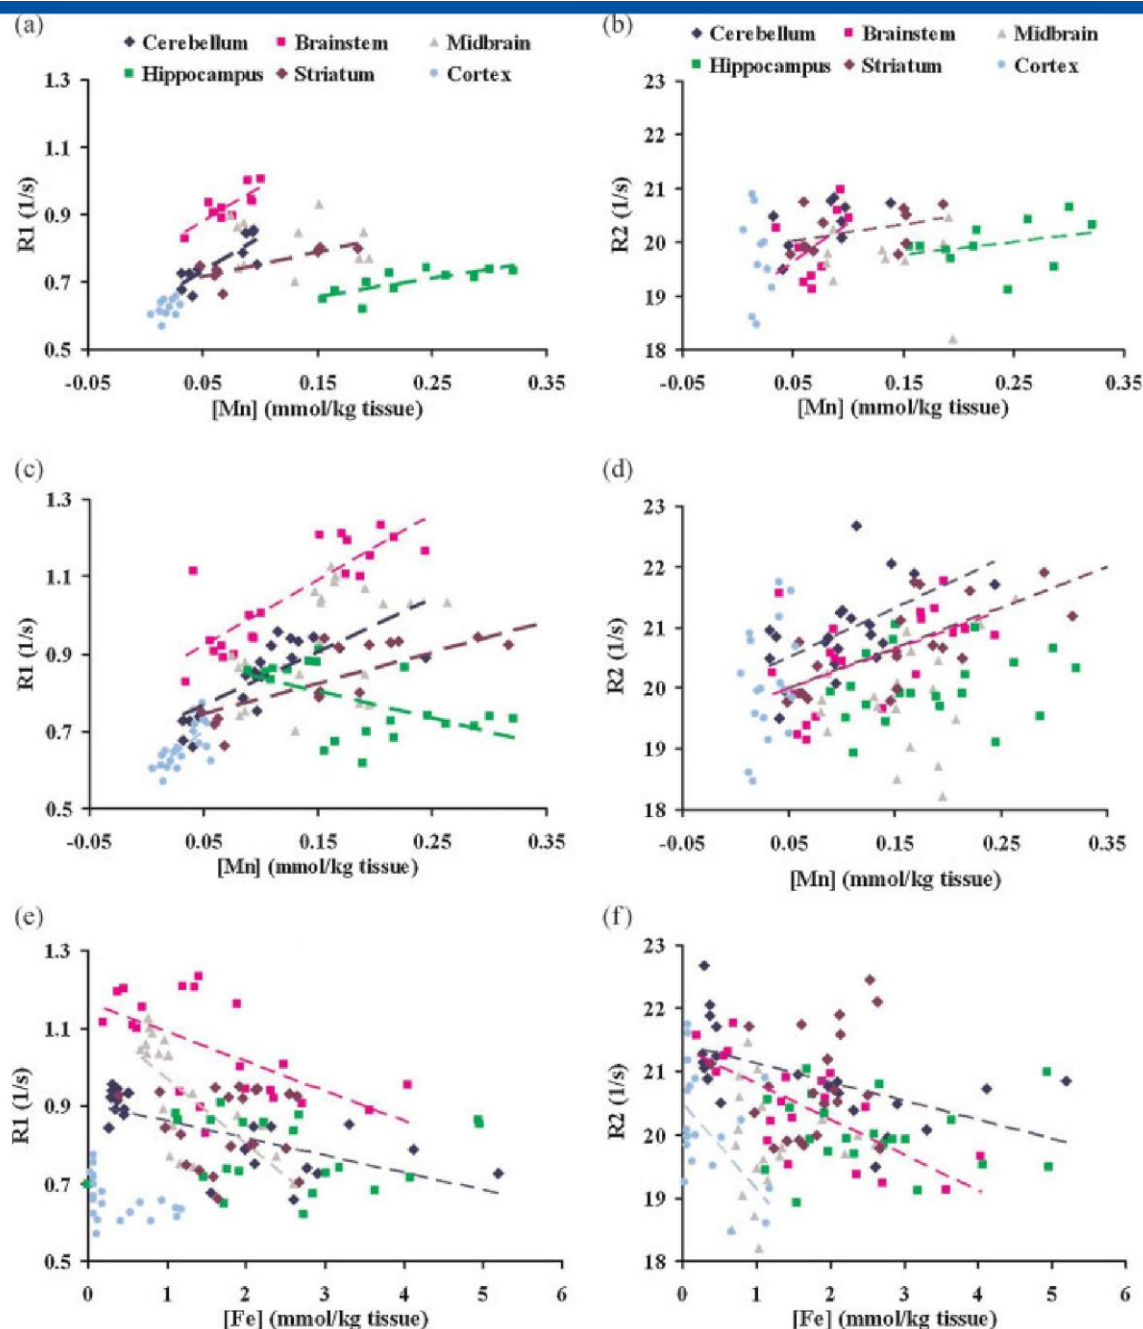 (a)
Cerebellum Brainstem Midbrain
Hippocampus Striatum Cortex
1.3
1.1
0.9
0.7
0.5
R1 (1/s)
-0.05 0.05 0.15 0.25 0.35
[Mn] (mmol/kg tissue)
(b)
Cerebellum Brainstem Midbrain
Hippocampus Striatum Cortex
23
22
21
20
19
18
R2 (1/s)
-0.05 0.05 0.15 0.25 0.35
[Mn] (mmol/kg tissue)
(c)
1.3
1.1
0.9
0.7
0.5
R1 (1/s)
-0.05 0.05 0.15 0.25 0.35
[Mn] (mmol/kg tissue)
(d)
23
22
21
20
19
18
R2 (1/s)
-0.05 0.05 0.15 0.25 0.35
[Mn] (mmol/kg tissue)
(e)
1.3
1.1
0.9
0.7
0.5
R1 (1/s)
0 1 2 3 4 5 6
[Fe] (mmol/kg tissue)
(f)
23
22
21
20
19
18
R2 (1/s)
0 1 2 3 4 5 6
[Fe] (mmol/kg tissue)